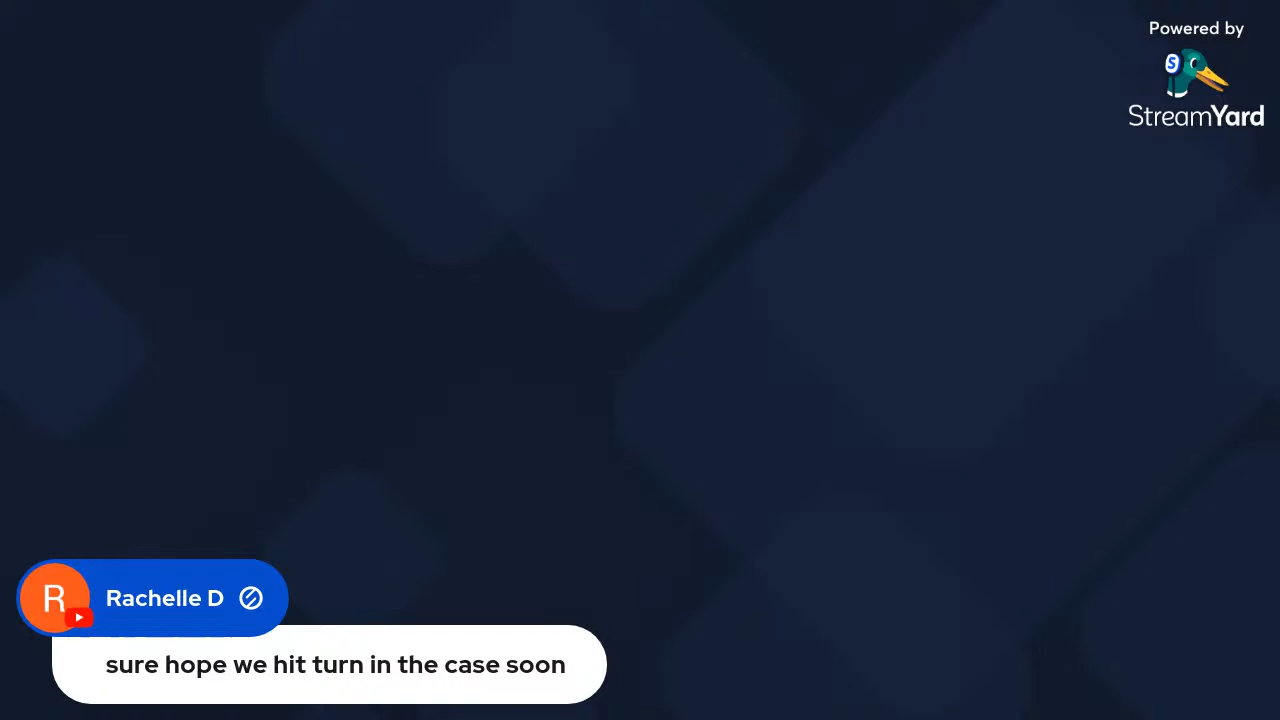 Powered by
S
StreamYard
R
Rachelle D
sure hope we hit turn in the case soon